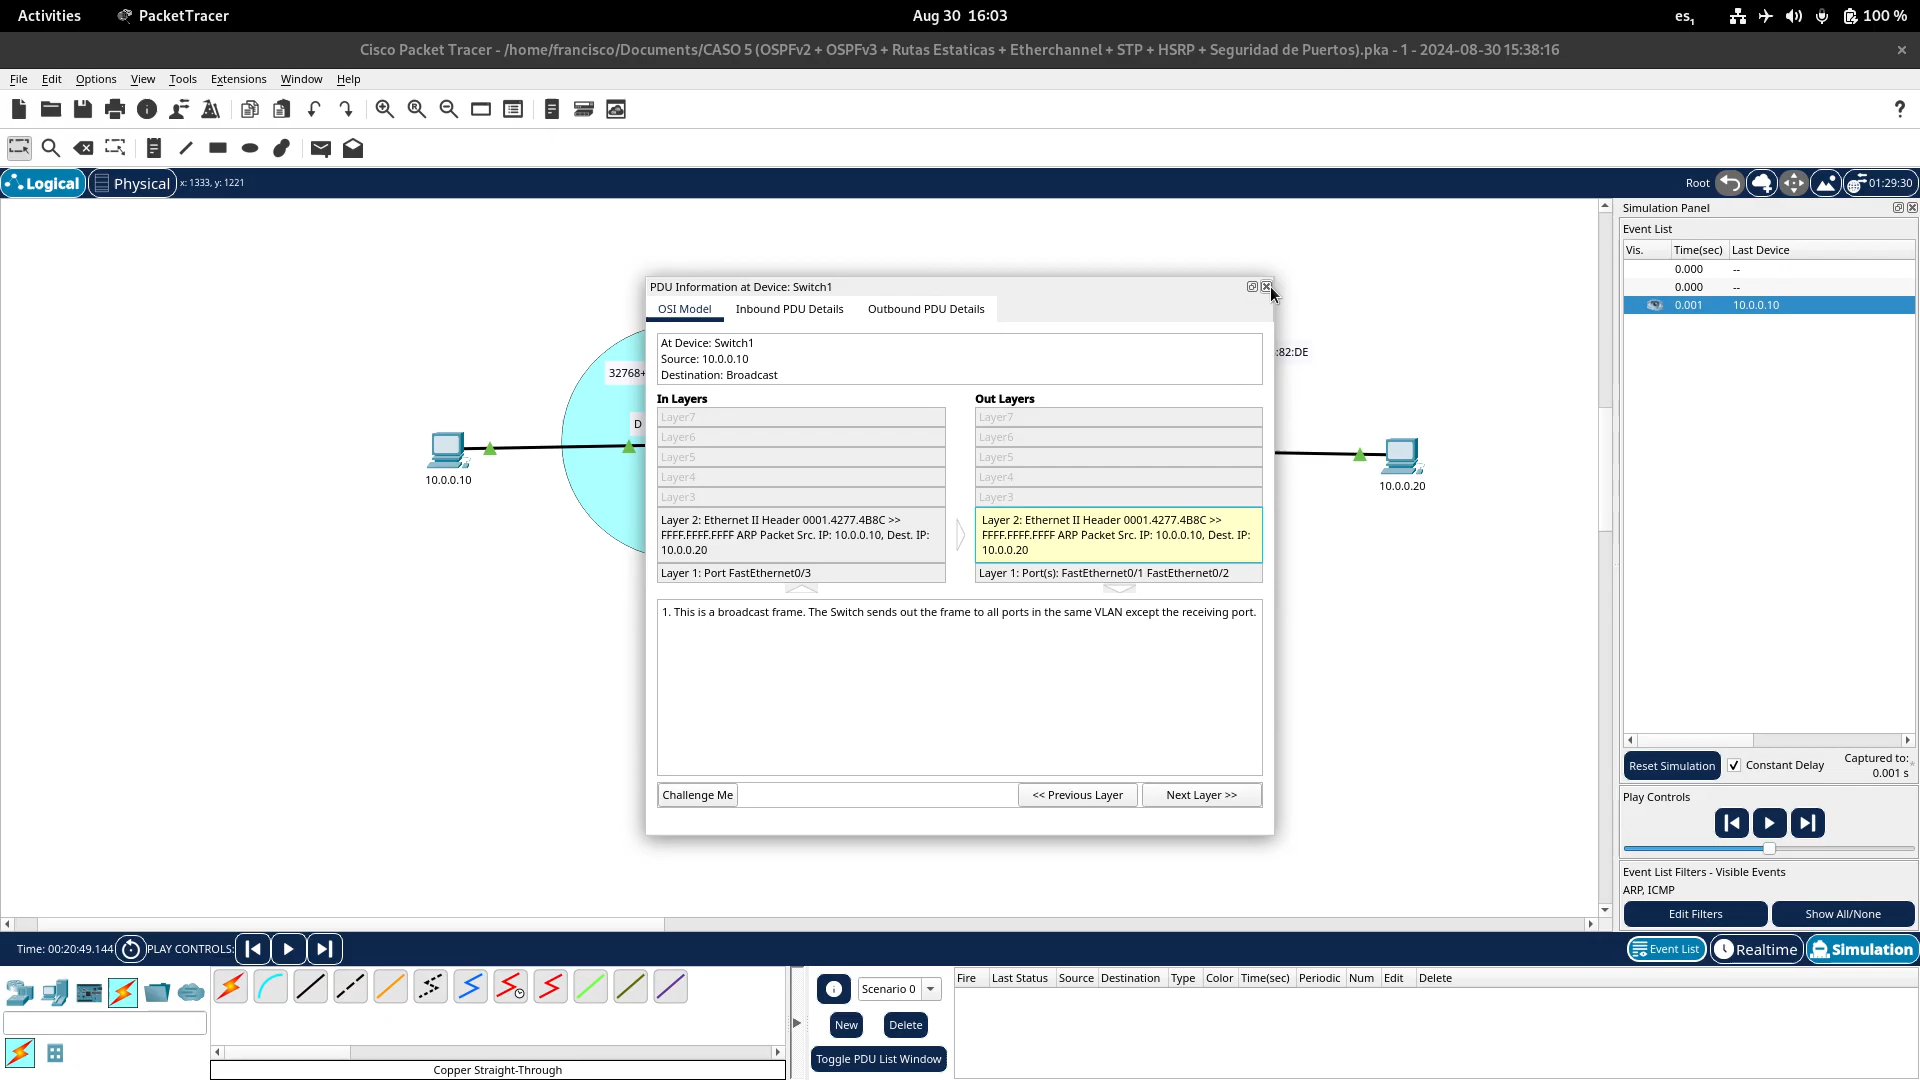 Activities PacketTracer Aug 30 16:03 es1 100 %
Cisco Packet Tracer - /home/francisco/Documents/CASO 5 (OSPFv2 + OSPFv3 + Rutas Estaticas + Etherchannel + STP + HSRP + Seguridad de Puertos).pka - 1 - 2024-08-30 15:38:16
File Edit Options View Tools Extensions Window Help
Logical Physical x: 1333, y: 1221 Root 01:29:30
Simulation Panel
Event List
Vis. Time(sec) Last Device
0.000 --
0.000 --
0.001 10.0.0.10
PDU Information at Device: Switch1
OSI Model Inbound PDU Details Outbound PDU Details
At Device: Switch1
Source: 10.0.0.10
Destination: Broadcast
:82:DE
32768+
D
10.0.0.10
10.0.0.20
In Layers Out Layers
Layer7 Layer7
Layer6 Layer6
Layer5 Layer5
Layer4 Layer4
Layer3 Layer3
Layer 2: Ethernet II Header 0001.4277.4B8C >>
FFFF.FFFF.FFFF ARP Packet Src. IP: 10.0.0.10, Dest. IP:
10.0.0.20
Layer 2: Ethernet II Header 0001.4277.4B8C >>
FFFF.FFFF.FFFF ARP Packet Src. IP: 10.0.0.10, Dest. IP:
10.0.0.20
Layer 1: Port FastEthernet0/3
Layer 1: Port(s): FastEthernet0/1 FastEthernet0/2
1. This is a broadcast frame. The Switch sends out the frame to all ports in the same VLAN except the receiving port.
Challenge Me << Previous Layer Next Layer >>
Reset Simulation Constant Delay Captured to:
0.001 s
Play Controls
Event List Filters - Visible Events
ARP, ICMP
Edit Filters Show All/None
Time: 00:20:49.144 PLAY CONTROLS: Event List Realtime Simulation
Scenario 0
New Delete
Toggle PDU List Window
Fire Last Status Source Destination Type Color Time(sec) Periodic Num Edit Delete
Copper Straight-Through